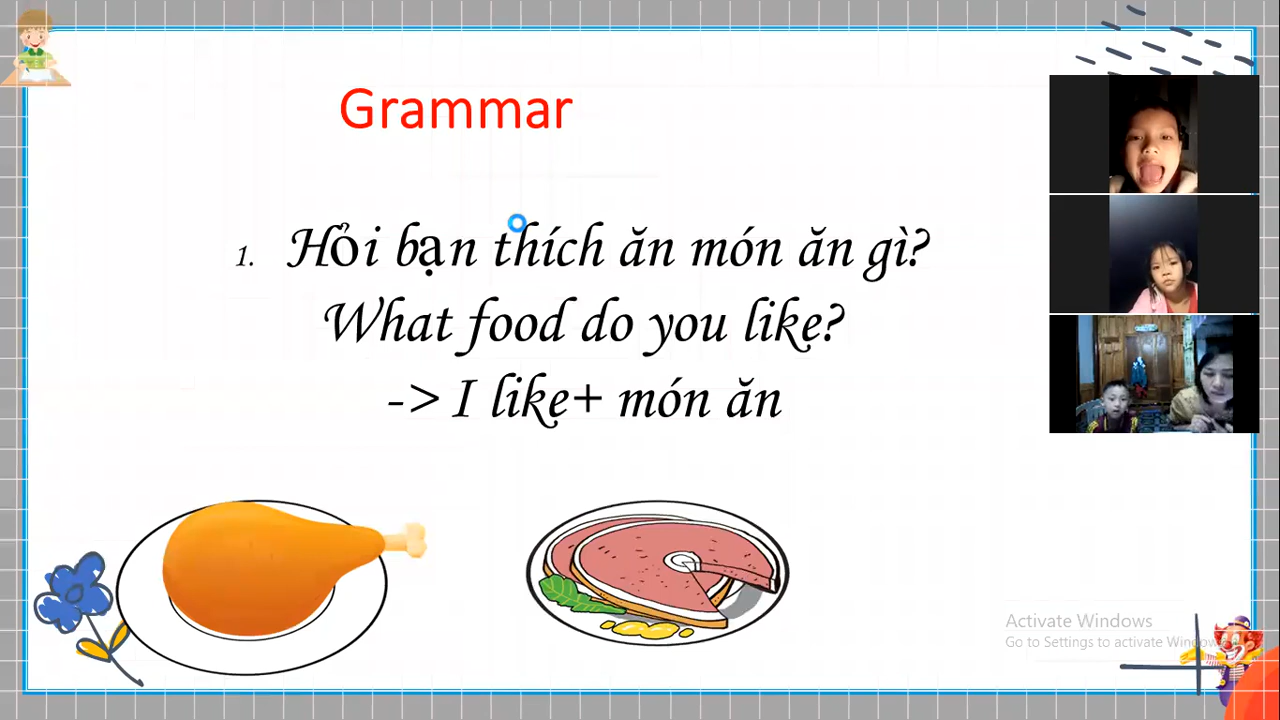 Grammar
1. Hỏi bạn thích ăn món ăn gì?
What food do you like?
-> I like+ món ăn
Activate Windows
Go to Settings to activate Windows.